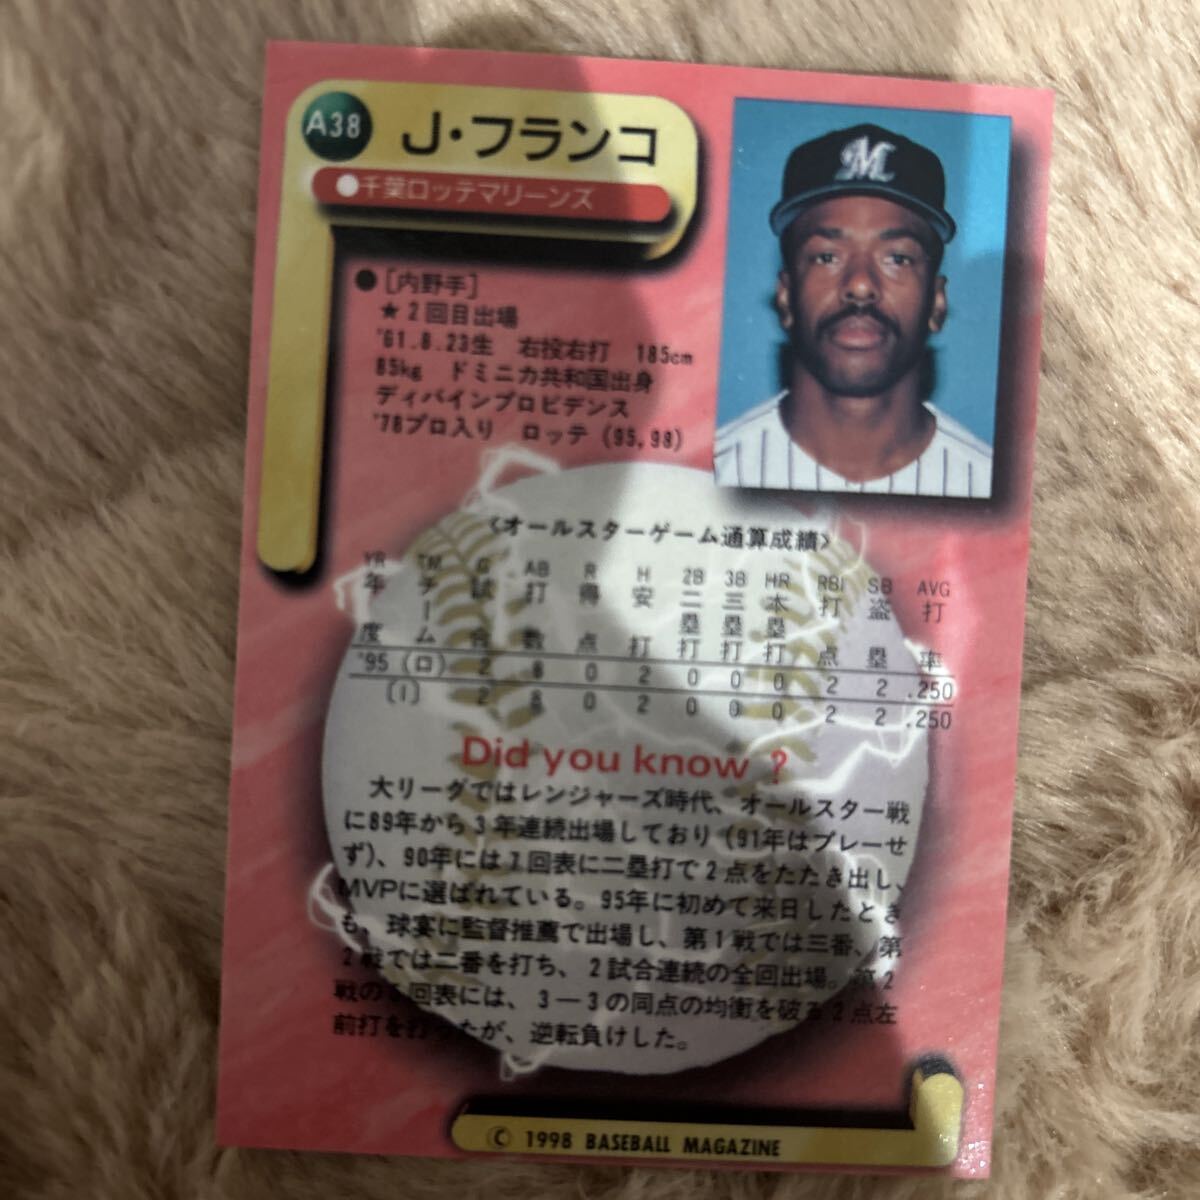 A38
J・フランコ
●千葉ロッテマリーンズ
M
●[内野手]
★2回目出場
'61.8.23生 右投右打 185cm
85kg ドミニカ共和国出身
ディバインプロビデンス
'78プロ入り ロッテ (95,98)
〈オールスターゲーム通算成績〉
YR TM G AB R H 2B 3B HR RBI SB AVG
年度 チーム 試合 打数 得点 安打 二塁打 三塁打 本塁打 打点 盗塁 打率
'95 (ロ) 2 8 0 2 0 0 0 2 2 .250
(1) 2 8 0 2 0 0 0 2 2 .250
Did you know ?
大リーグではレンジャーズ時代、オールスター戦
に89年から3年連続出場しており(91年はプレーせ
ず)、90年には7回表に二塁打で2点をたたき出し、
MVPに選ばれている。95年に初めて来日したとき
も、球宴に監督推薦で出場し、第1戦では三番、第
2戦では二番を打ち、2試合連続の全回出場。第2
戦の 回表には、3―3の同点の均衡を破る2点左
前打を打ったが、逆転負けした。
© 1998 BASEBALL MAGAZINE